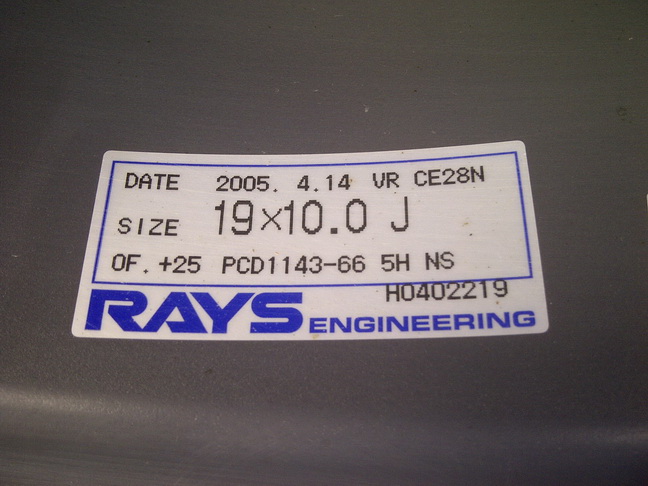 DATE 2005. 4.14 VR CE28N
SIZE 19×10.0 J
OF. +25 PCD1143-66 5H NS
H0402219
RAYS ENGINEERING